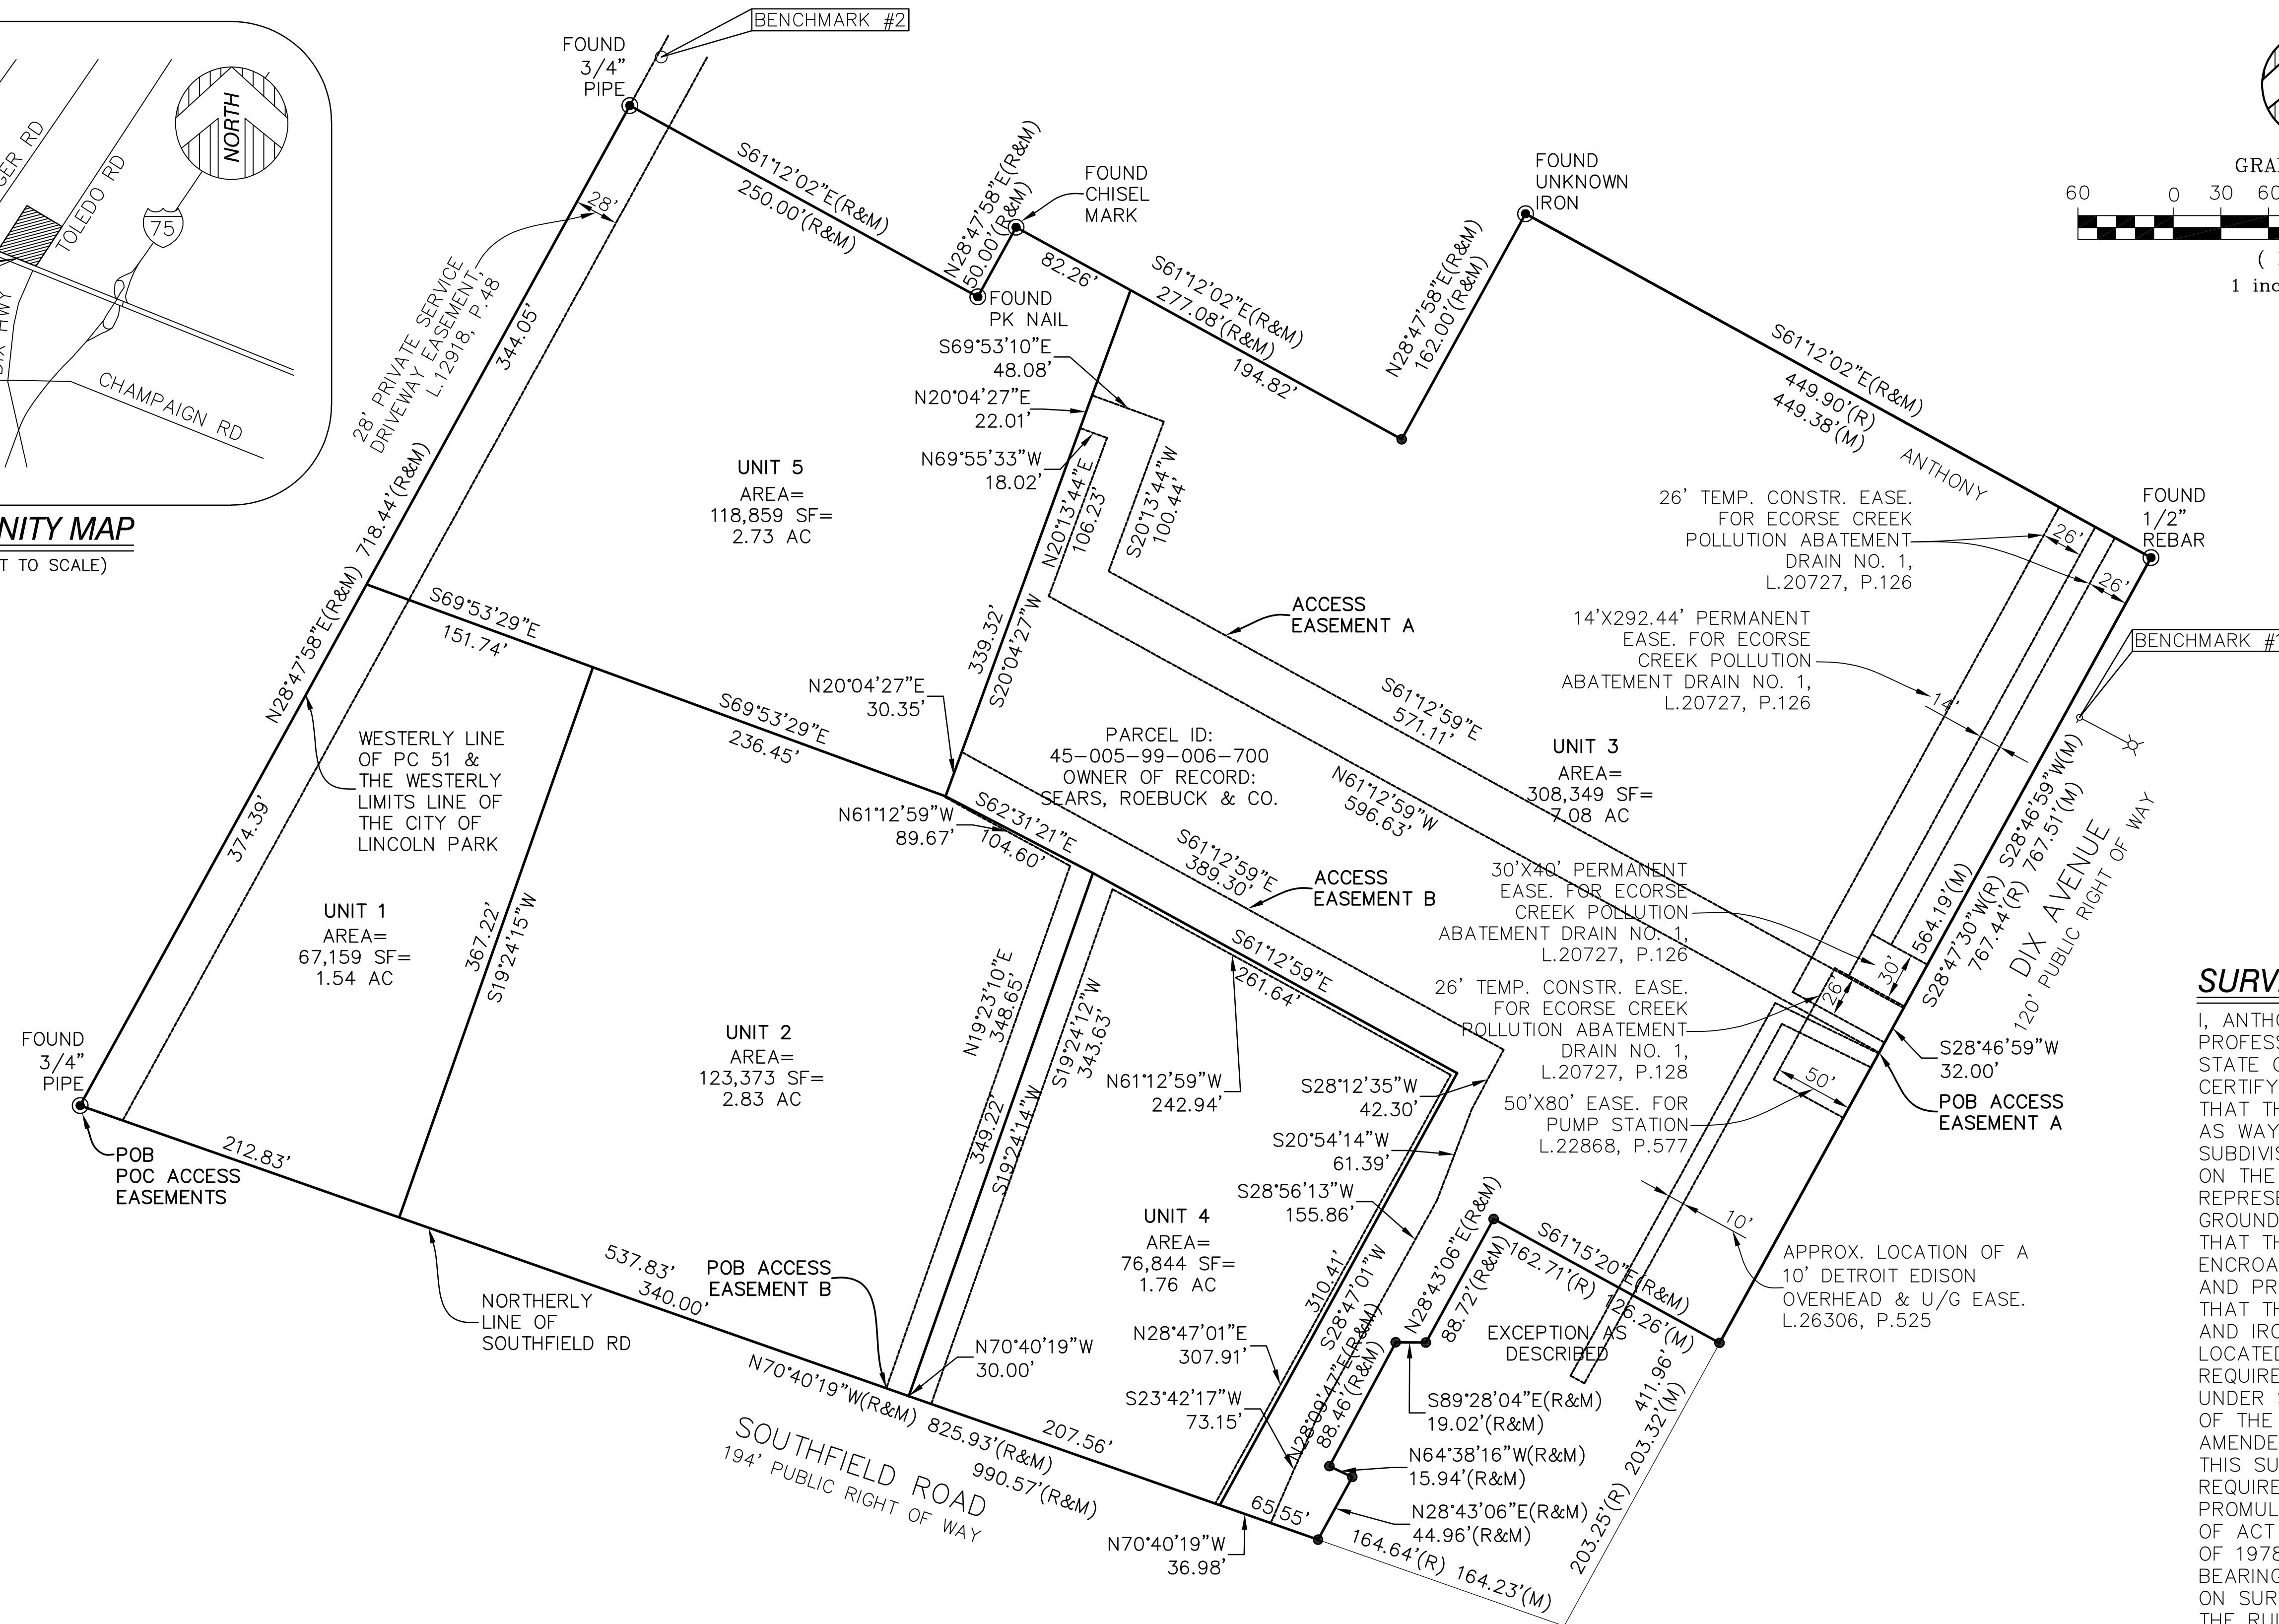 BENCHMARK #2
FOUND
3/4"
PIPE
NORTH
TOLEDO RD
75
CHAMPAIGN RD
(R&M)
S61°12'02"E(R&M)
250.00'(R&M)
N28°47'58"E(R&M)
50.00'(R&M)
FOUND
CHISEL
MARK
FOUND
PK NAIL
82.26'
S61°12'02"E(R&M)
277.08'(R&M)
194.82'
N28°47'58"E(R&M)
162.00'(R&M)
FOUND
UNKNOWN
IRON
S61°12'02"E(R&M)
449.90'(R)
449.38'(M)
ANTHONY
60 0 30
1
FOUND
1/2"
REBAR
28'
28' PRIVATE SERVICE
DRIVEWAY EASEMENT,
L.12918, P.48
344.05'
N28°47'58"E(R&M) 718.44'(R&M)
374.39'
S69°53'10"E
48.08'
N20°04'27"E
22.01'
N69°55'33"W
18.02'
N20°13'44"E
106.23'
S20°13'44"W
100.44'
UNIT 5
AREA=
118,859 SF=
2.73 AC
339.32'
S20°04'27"W
ACCESS
EASEMENT A
26' TEMP. CONSTR. EASE.
FOR ECORSE CREEK
POLLUTION ABATEMENT
DRAIN NO. 1,
L.20727, P.126
26'
26'
14'X292.44' PERMANENT
EASE. FOR ECORSE
CREEK POLLUTION
ABATEMENT DRAIN NO. 1,
L.20727, P.126
14'
BENCHMARK #1
S69°53'29"E
151.74'
S69°53'29"E
236.45'
N20°04'27"E
30.35'
PARCEL ID:
45-005-99-006-700
OWNER OF RECORD:
SEARS, ROEBUCK & CO.
S61°12'59"E
571.11'
N61°12'59"W
596.63'
UNIT 3
AREA=
308,349 SF=
7.08 AC
WESTERLY LINE
OF PC 51 &
THE WESTERLY
LIMITS LINE OF
THE CITY OF
LINCOLN PARK
N61°12'59"W
89.67'
S62°31'21"E
104.60'
S61°12'59"E
389.30'
ACCESS
EASEMENT B
30'X40' PERMANENT
EASE. FOR ECORSE
CREEK POLLUTION
ABATEMENT DRAIN NO. 1,
L.20727, P.126
30'
26'
564.19'(M)
S28°47'30"W(R) S28°46'59"W(M)
767.44'(R) 767.51'(M)
DIX AVENUE
120' PUBLIC RIGHT OF WAY
UNIT 1
AREA=
67,159 SF=
1.54 AC
367.22'
S19°24'15"W
S61°12'59"E
261.64'
26' TEMP. CONSTR. EASE.
FOR ECORSE CREEK
POLLUTION ABATEMENT
DRAIN NO. 1,
L.20727, P.128
S28°46'59"W
32.00'
POB ACCESS
EASEMENT A
FOUND
3/4"
PIPE
UNIT 2
AREA=
123,373 SF=
2.83 AC
N19°23'10"E
348.65'
S19°24'12"W
343.63'
349.22'
S19°24'14"W
N61°12'59"W
242.94'
S28°12'35"W
42.30'
50'
50'X80' EASE. FOR
PUMP STATION
L.22868, P.577
S20°54'14"W
61.39'
POB
POC ACCESS
EASEMENTS
212.83'
UNIT 4
AREA=
76,844 SF=
1.76 AC
S28°56'13"W
155.86'
10'
APPROX. LOCATION OF A
10' DETROIT EDISON
OVERHEAD & U/G EASE.
L.26306, P.525
537.83'
340.00'
POB ACCESS
EASEMENT B
NORTHERLY
LINE OF
SOUTHFIELD RD
310.41'
S28°47'01"W
N28°43'06"E(R&M)
88.72'(R&M)
S61°15'20"E(R&M)
162.71'(R) 126.26'(M)
EXCEPTION AS
DESCRIBED
N70°40'19"W
30.00'
N28°47'01"E
307.91'
N28°09'47"E(R&M)
88.46'(R&M)
S23°42'17"W
73.15'
S89°28'04"E(R&M)
19.02'(R&M)
N64°38'16"W(R&M)
15.94'(R&M)
N28°43'06"E(R&M)
44.96'(R&M)
411.96'
203.25'(R) 203.32'(M)
N70°40'19"W(R&M) 825.93'(R&M)
990.57'(R&M)
207.56'
65.55'
N70°40'19"W
36.98'
164.64'(R) 164.23'(M)
SOUTHFIELD ROAD
194' PUBLIC RIGHT OF WAY
MAP
TO SCALE)
I,
THAT
AS
ON THE
THAT
AND
THAT
AND
UNDER
OF THE
THIS
OF ACT
OF
ON